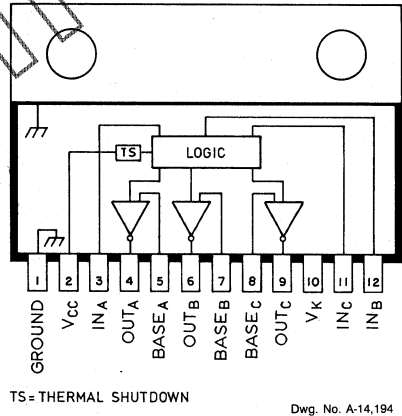 TS
LOGIC
1 2 3 4 5 6 7 8 9 10 11 12
GROUND
VCC
INA
OUTA
BASEA
OUTB
BASEB
BASEC
OUTC
VK
INC
INB
TS=THERMAL SHUTDOWN
Dwg. No. A-14,194